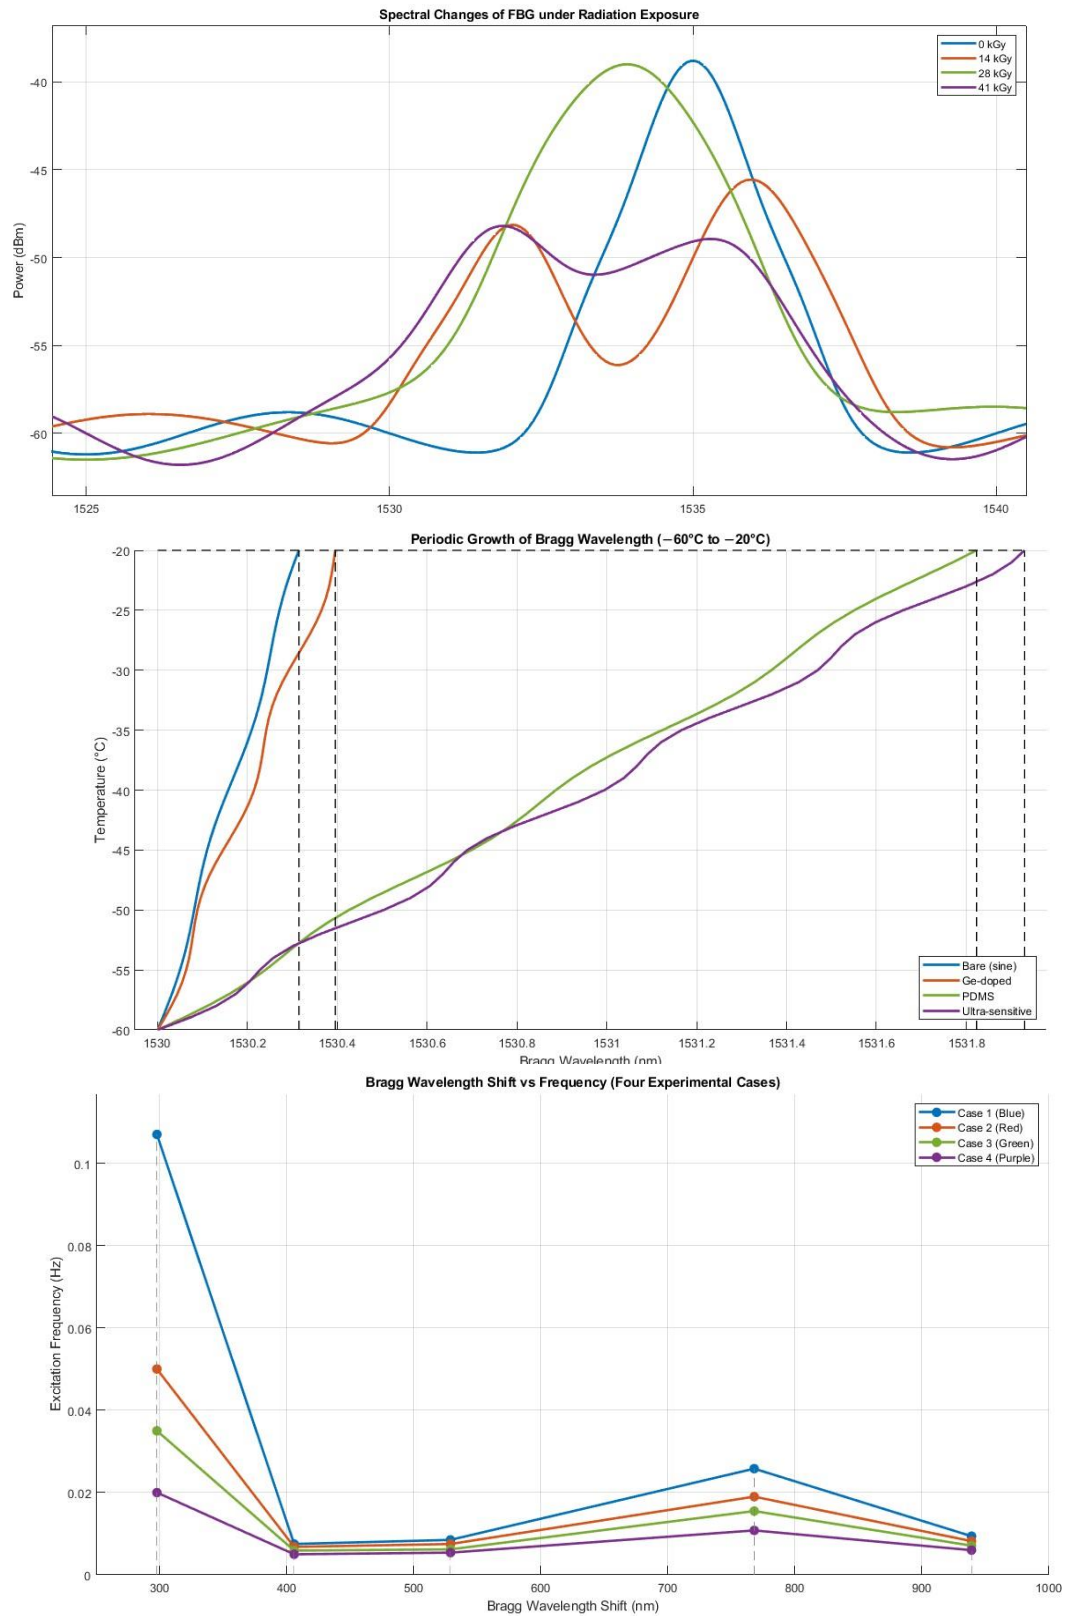 Spectral Changes of FBG under Radiation Exposure
0 kGy
14 kGy
28 kGy
41 kGy
-40
-45
-50
-55
-60
Power (dBm)
1525
1530
1535
1540
Periodic Growth of Bragg Wavelength (−60°C to −20°C)
-20
-25
-30
-35
-40
-45
-50
-55
-60
Temperature (°C)
Bare (sine)
Ge-doped
PDMS
Ultra-sensitive
1530
1530.2
1530.4
1530.6
1530.8
1531
1531.2
1531.4
1531.6
1531.8
Bragg Wavelength (nm)
Bragg Wavelength Shift vs Frequency (Four Experimental Cases)
Case 1 (Blue)
Case 2 (Red)
Case 3 (Green)
Case 4 (Purple)
0.1
0.08
0.06
0.04
0.02
0
Excitation Frequency (Hz)
300
400
500
600
700
800
900
1000
Bragg Wavelength Shift (nm)